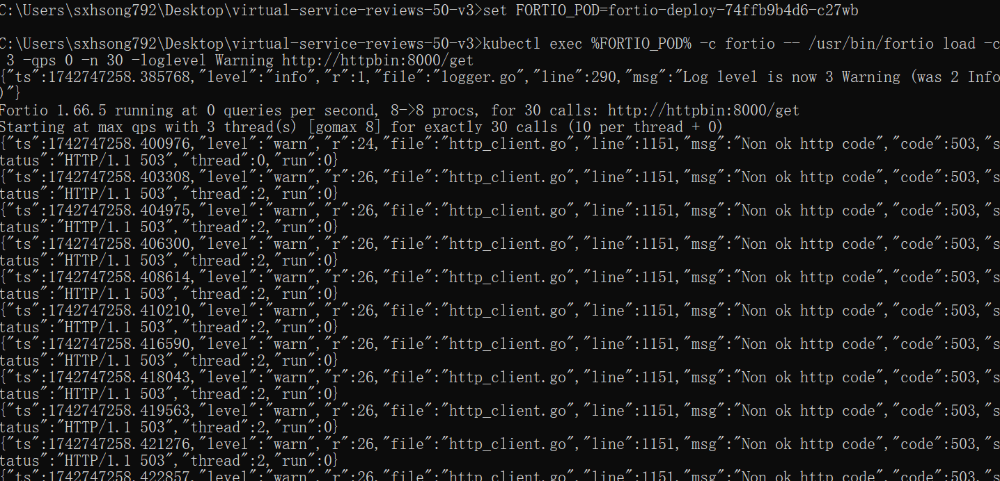 C:\Users\sxhsong792\Desktop\virtual-service-reviews-50-v3>set FORTIO_POD=fortio-deploy-74ffb9b4d6-c27wb
C:\Users\sxhsong792\Desktop\virtual-service-reviews-50-v3>kubectl exec %FORTIO_POD% -c fortio -- /usr/bin/fortio load -c
 3 -qps 0 -n 30 -loglevel Warning http://httpbin:8000/get
{"ts":1742747258.385768,"level":"info","r":1,"file":"logger.go","line":290,"msg":"Log level is now 3 Warning (was 2 Info
)"}
Fortio 1.66.5 running at 0 queries per second, 8->8 procs, for 30 calls: http://httpbin:8000/get
Starting at max qps with 3 thread(s) [gomax 8] for exactly 30 calls (10 per thread + 0)
{"ts":1742747258.400976,"level":"warn","r":24,"file":"http_client.go","line":1151,"msg":"Non ok http code","code":503,"s
tatus":"HTTP/1.1 503","thread":0,"run":0}
{"ts":1742747258.403308,"level":"warn","r":26,"file":"http_client.go","line":1151,"msg":"Non ok http code","code":503,"s
tatus":"HTTP/1.1 503","thread":2,"run":0}
{"ts":1742747258.404975,"level":"warn","r":26,"file":"http_client.go","line":1151,"msg":"Non ok http code","code":503,"s
tatus":"HTTP/1.1 503","thread":2,"run":0}
{"ts":1742747258.406300,"level":"warn","r":26,"file":"http_client.go","line":1151,"msg":"Non ok http code","code":503,"s
tatus":"HTTP/1.1 503","thread":2,"run":0}
{"ts":1742747258.408614,"level":"warn","r":26,"file":"http_client.go","line":1151,"msg":"Non ok http code","code":503,"s
tatus":"HTTP/1.1 503","thread":2,"run":0}
{"ts":1742747258.410210,"level":"warn","r":26,"file":"http_client.go","line":1151,"msg":"Non ok http code","code":503,"s
tatus":"HTTP/1.1 503","thread":2,"run":0}
{"ts":1742747258.416590,"level":"warn","r":26,"file":"http_client.go","line":1151,"msg":"Non ok http code","code":503,"s
tatus":"HTTP/1.1 503","thread":2,"run":0}
{"ts":1742747258.418043,"level":"warn","r":26,"file":"http_client.go","line":1151,"msg":"Non ok http code","code":503,"s
tatus":"HTTP/1.1 503","thread":2,"run":0}
{"ts":1742747258.419563,"level":"warn","r":26,"file":"http_client.go","line":1151,"msg":"Non ok http code","code":503,"s
tatus":"HTTP/1.1 503","thread":2,"run":0}
{"ts":1742747258.421276,"level":"warn","r":26,"file":"http_client.go","line":1151,"msg":"Non ok http code","code":503,"s
tatus":"HTTP/1.1 503","thread":2,"run":0}
{"ts":1742747258.422857,"level":"warn","r":26,"file":"http_client.go","line":1151,"msg":"Non ok http code","code":503,"s